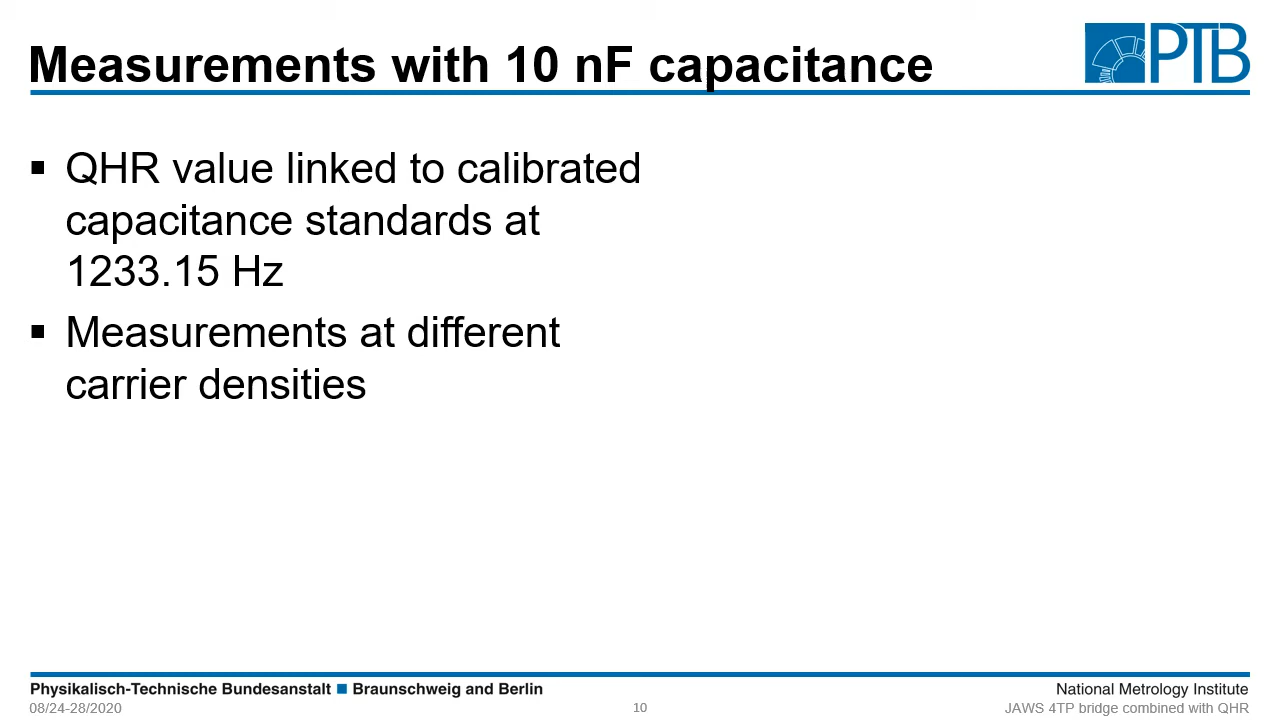 Measurements with 10 nF capacitance
PTB
▪ QHR value linked to calibrated
capacitance standards at
1233.15 Hz
▪ Measurements at different
carrier densities
Physikalisch-Technische Bundesanstalt ■ Braunschweig and Berlin
National Metrology Institute
08/24-28/2020
10
JAWS 4TP bridge combined with QHR